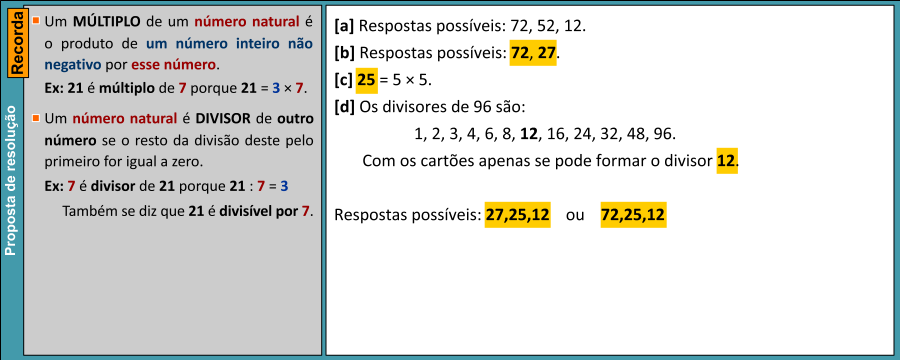 Recorda
Proposta de resolução
Um MÚLTIPLO de um número natural é
o produto de um número inteiro não
negativo por esse número.
Ex: 21 é múltiplo de 7 porque 21 = 3 × 7.
Um número natural é DIVISOR de outro
número se o resto da divisão deste pelo
primeiro for igual a zero.
Ex: 7 é divisor de 21 porque 21 : 7 = 3
Também se diz que 21 é divisível por 7.
[a] Respostas possíveis: 72, 52, 12.
[b] Respostas possíveis: 72, 27.
[c] 25 = 5 × 5.
[d] Os divisores de 96 são:
1, 2, 3, 4, 6, 8, 12, 16, 24, 32, 48, 96.
Com os cartões apenas se pode formar o divisor 12.
Respostas possíveis: 27,25,12 ou 72,25,12